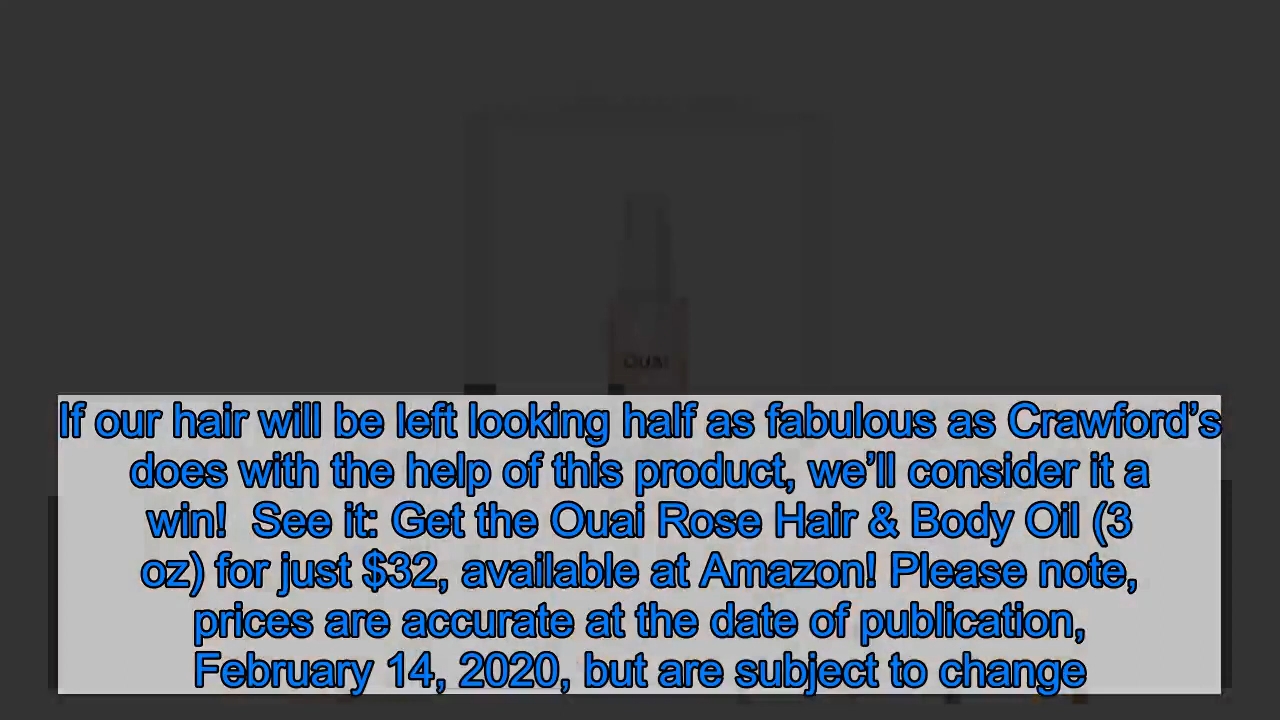 OUAI
If our hair will be left looking half as fabulous as Crawford’s
does with the help of this product, we’ll consider it a
win!  See it: Get the Ouai Rose Hair & Body Oil (3
oz) for just $32, available at Amazon! Please note,
prices are accurate at the date of publication,
February 14, 2020, but are subject to change